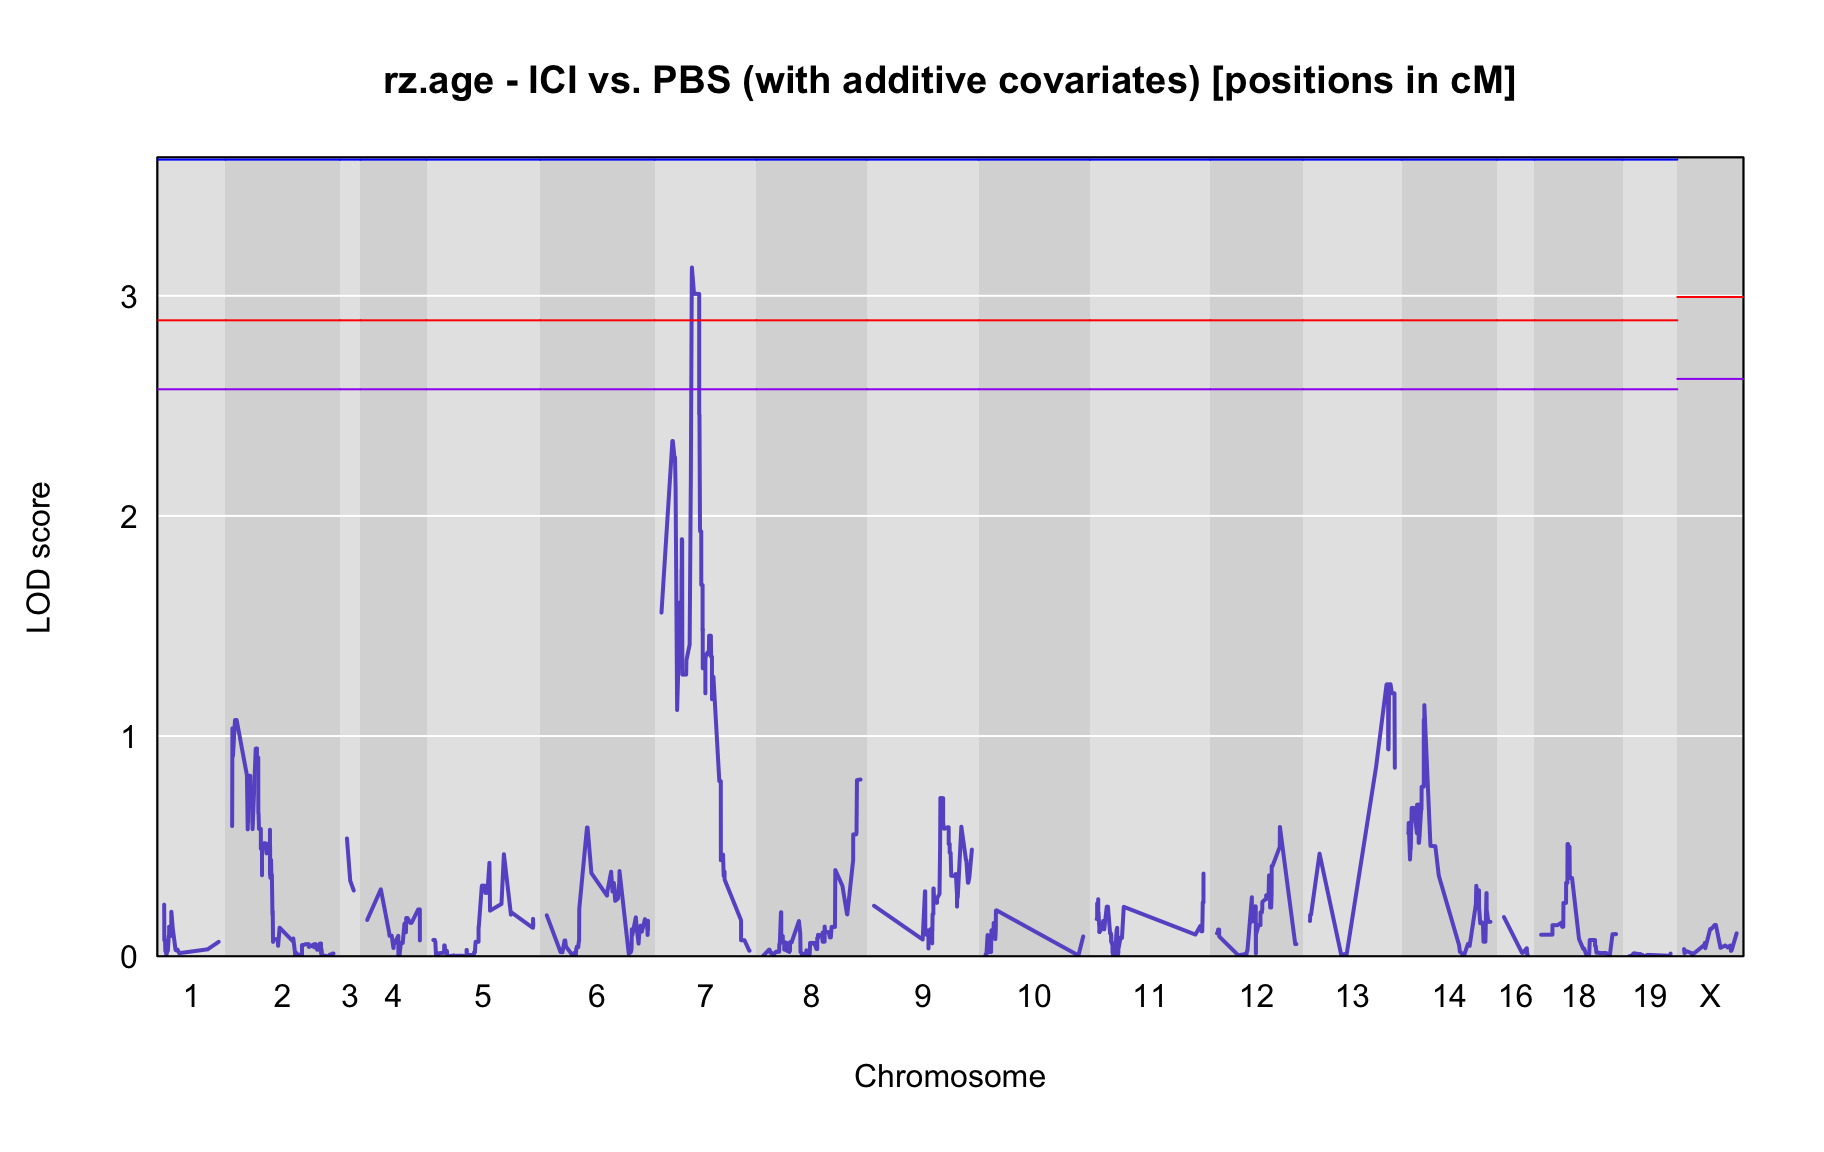 rz.age - ICI vs. PBS (with additive covariates) [positions in cM]
LOD score
3
2
1
0
1 2 3 4 5 6 7 8 9 10 11 12 13 14 16 18 19 X
Chromosome